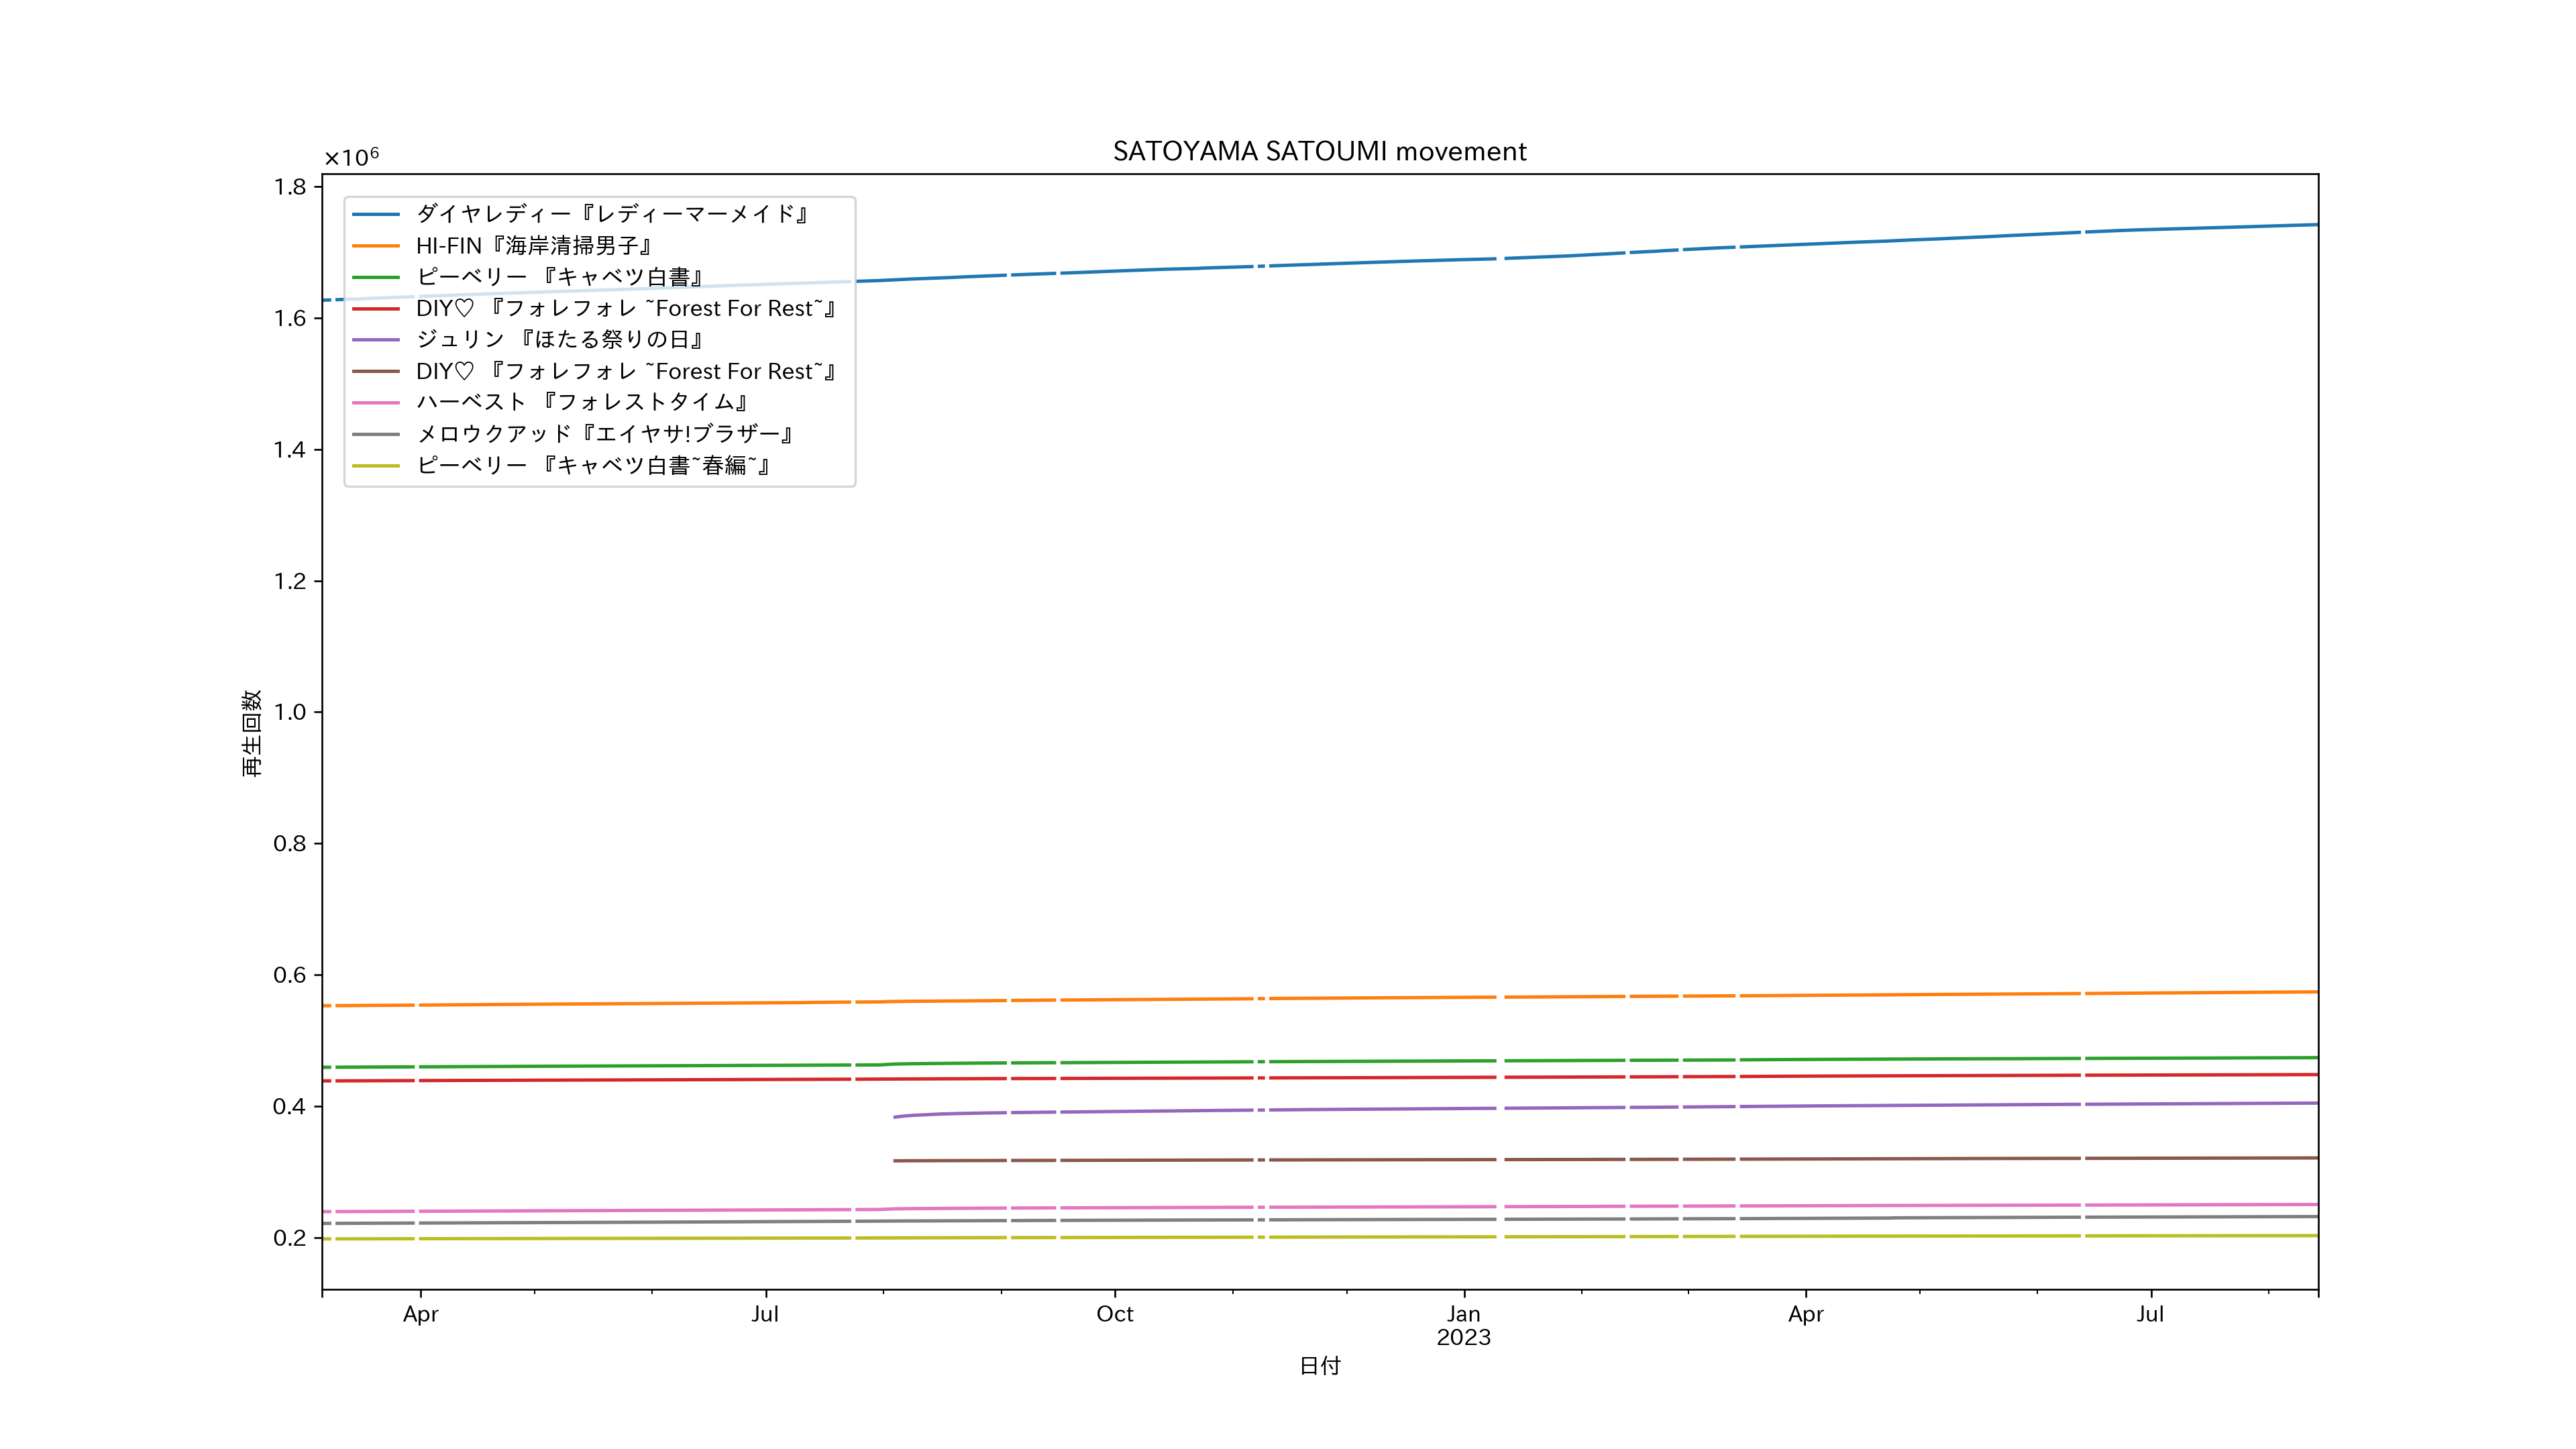 SATOYAMA SATOUMI movement
×10⁶
1.8
1.6
1.4
1.2
1.0
0.8
0.6
0.4
0.2
再生回数
ダイヤレディー『レディーマーメイド』
HI-FIN『海岸清掃男子』
ピーベリー 『キャベツ白書』
DIY♡ 『フォレフォレ ~Forest For Rest~』
ジュリン 『ほたる祭りの日』
DIY♡ 『フォレフォレ ~Forest For Rest~』
ハーベスト 『フォレストタイム』
メロウクアッド『エイヤサ!ブラザー』
ピーベリー 『キャベツ白書~春編~』
Apr Jul Oct Jan Apr Jul
2023
日付